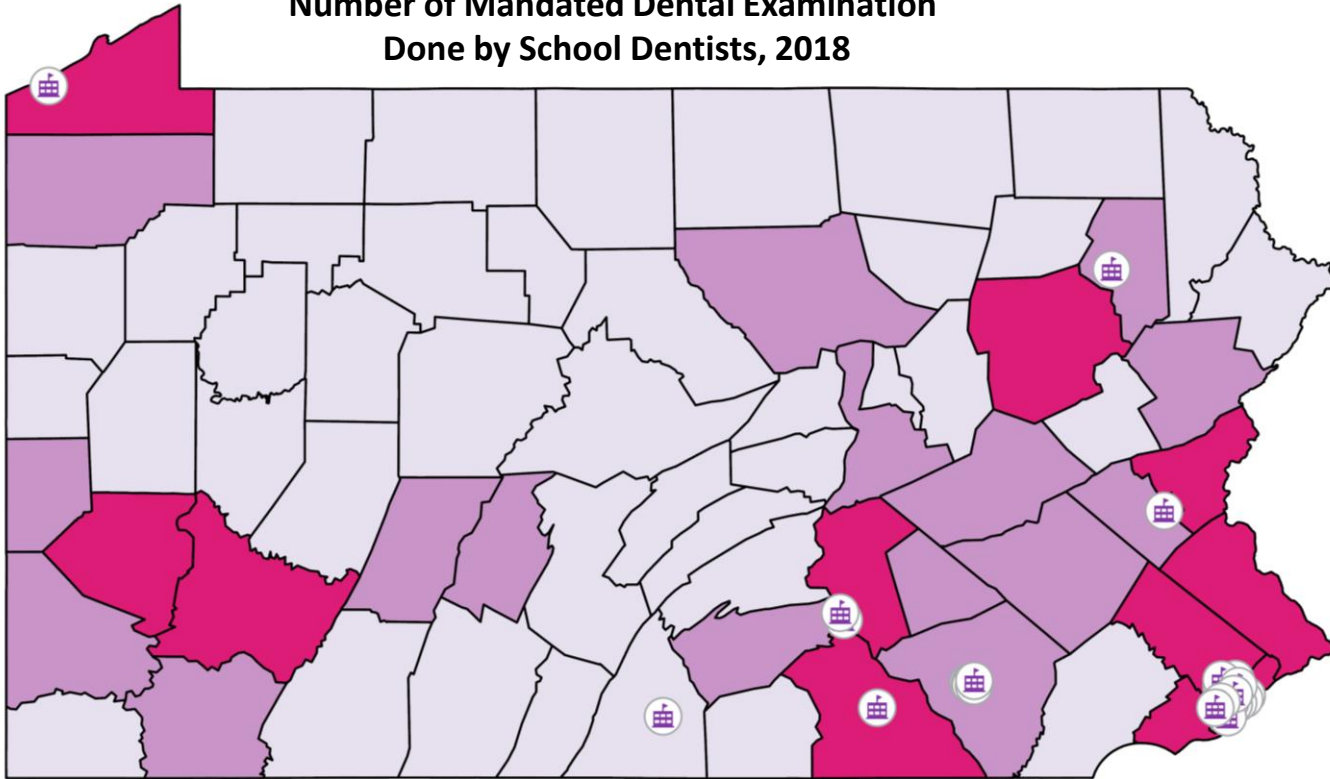 Number of Mandated Dental Examination
Done by School Dentists, 2018